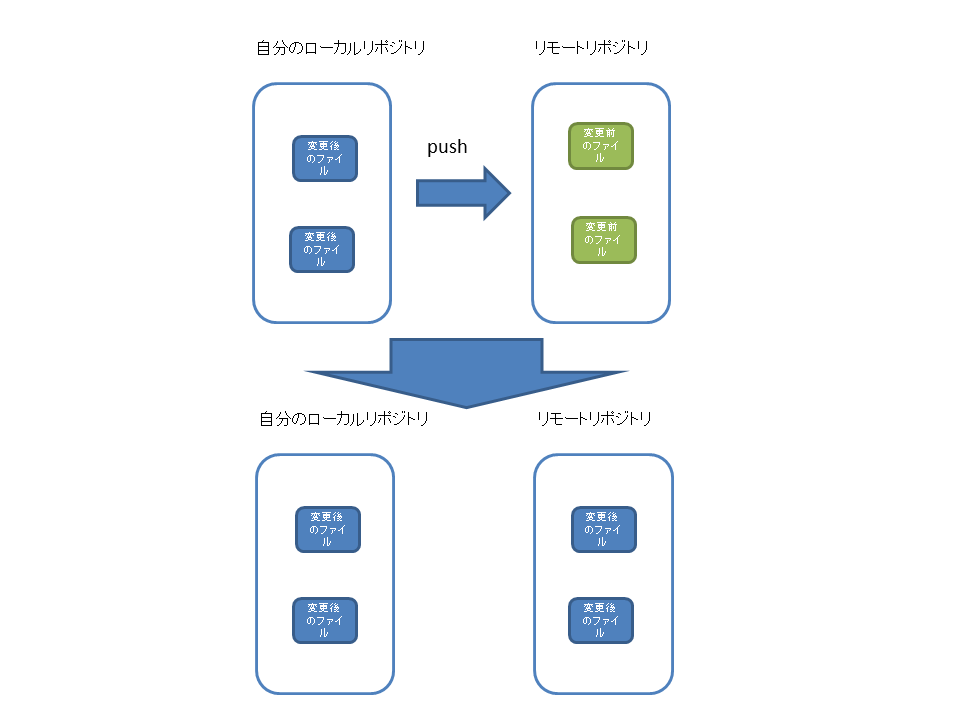 自分のローカルリポジトリ
リモートリポジトリ
変更後
のファイ
ル
push
変更前
のファイ
ル
変更後
のファイ
ル
変更前
のファイ
ル
自分のローカルリポジトリ
リモートリポジトリ
変更後
のファイ
ル
変更後
のファイ
ル
変更後
のファイ
ル
変更後
のファイ
ル